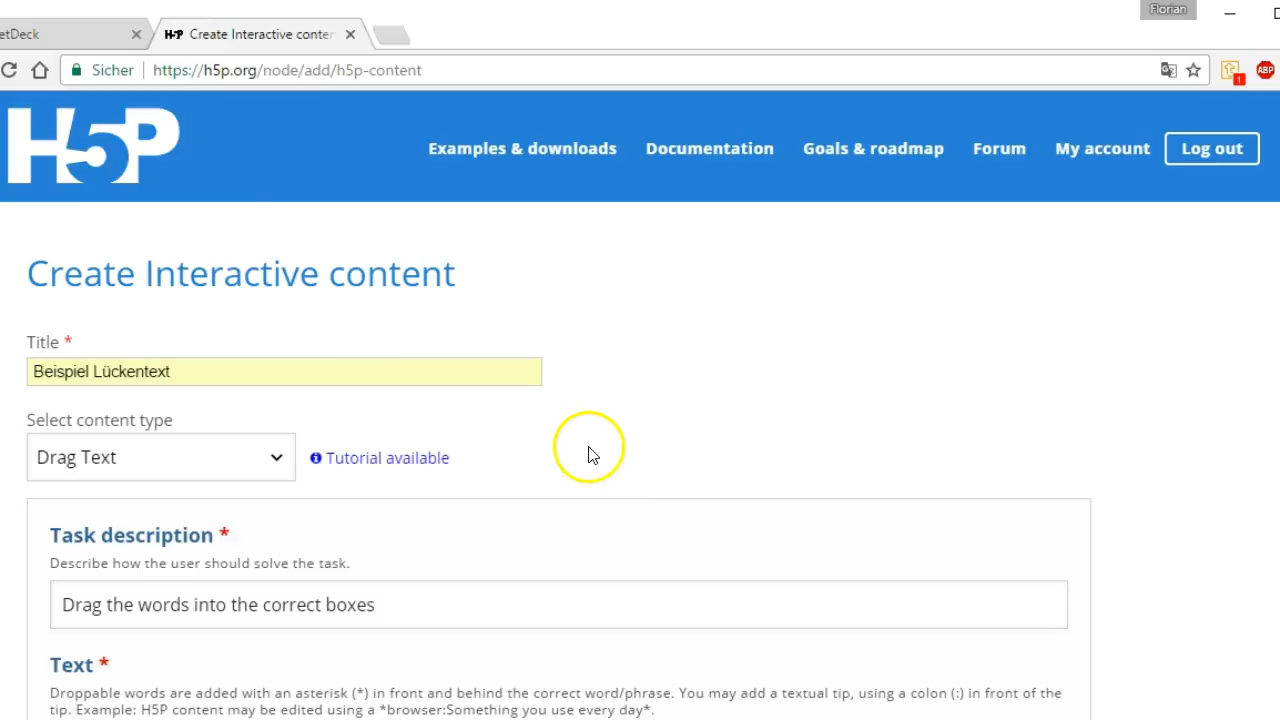 Florian
etDeck
H5P Create Interactive conter
Sicher https://h5p.org/node/add/h5p-content
1
ABP
H5P
Examples & downloads Documentation Goals & roadmap Forum My account Log out
Create Interactive content
Title *
Beispiel Lückentext
Select content type
Drag Text Tutorial available
Task description *
Describe how the user should solve the task.
Drag the words into the correct boxes
Text *
Droppable words are added with an asterisk (*) in front and behind the correct word/phrase. You may add a textual tip, using a colon (:) in front of the
tip. Example: H5P content may be edited using a *browser:Something you use every day*.